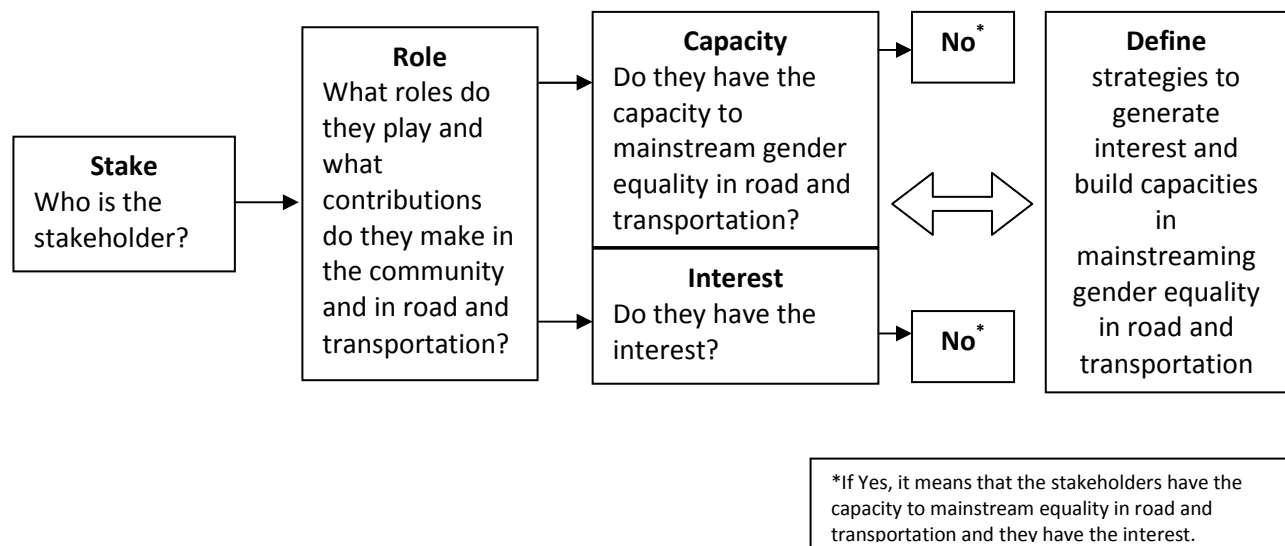 Stake
Who is the
stakeholder?
Role
What roles do
they play and
what
contributions
do they make in
the community
and in road and
transportation?
Capacity
Do they have the
capacity to
mainstream gender
equality in road and
transportation?
Interest
Do they have the
interest?
No*
No*
Define
strategies to
generate
interest and
build capacities
in
mainstreaming
gender equality
in road and
transportation
*If Yes, it means that the stakeholders have the
capacity to mainstream equality in road and
transportation and they have the interest.